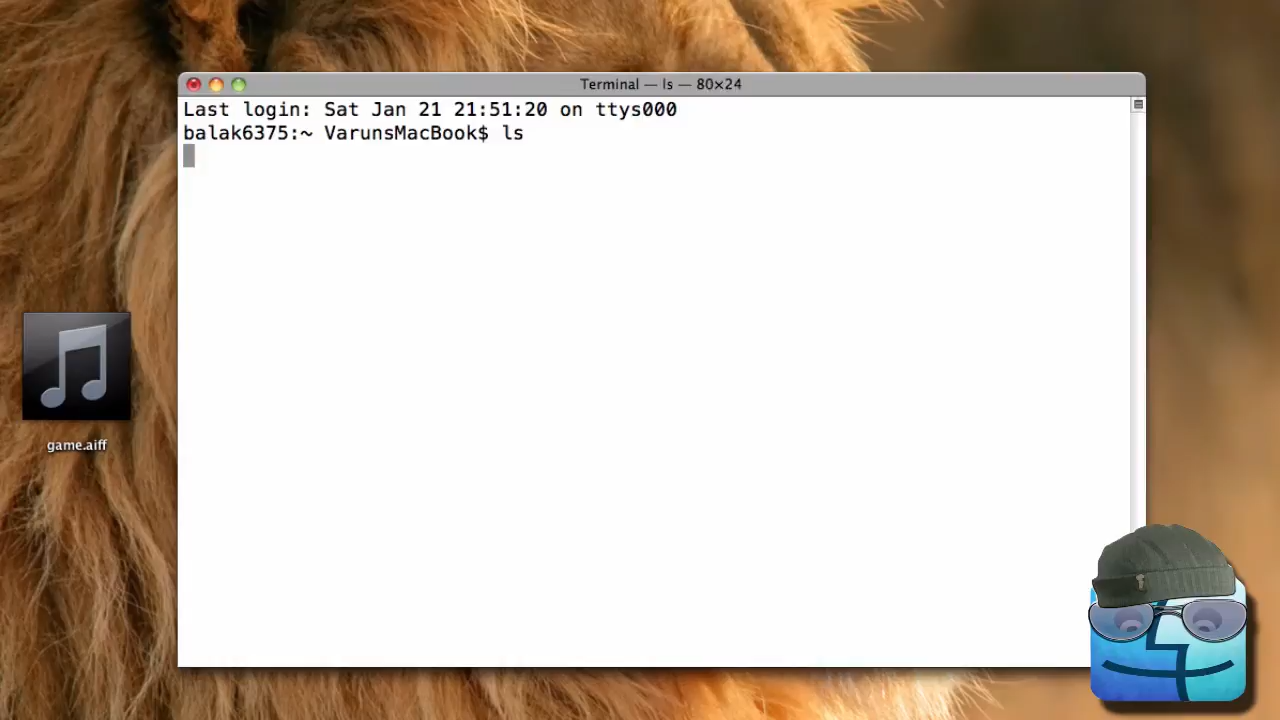 Terminal — ls — 80×24
Last login: Sat Jan 21 21:51:20 on ttys000
balak6375:~ VarunsMacBook$ ls
game.aiff